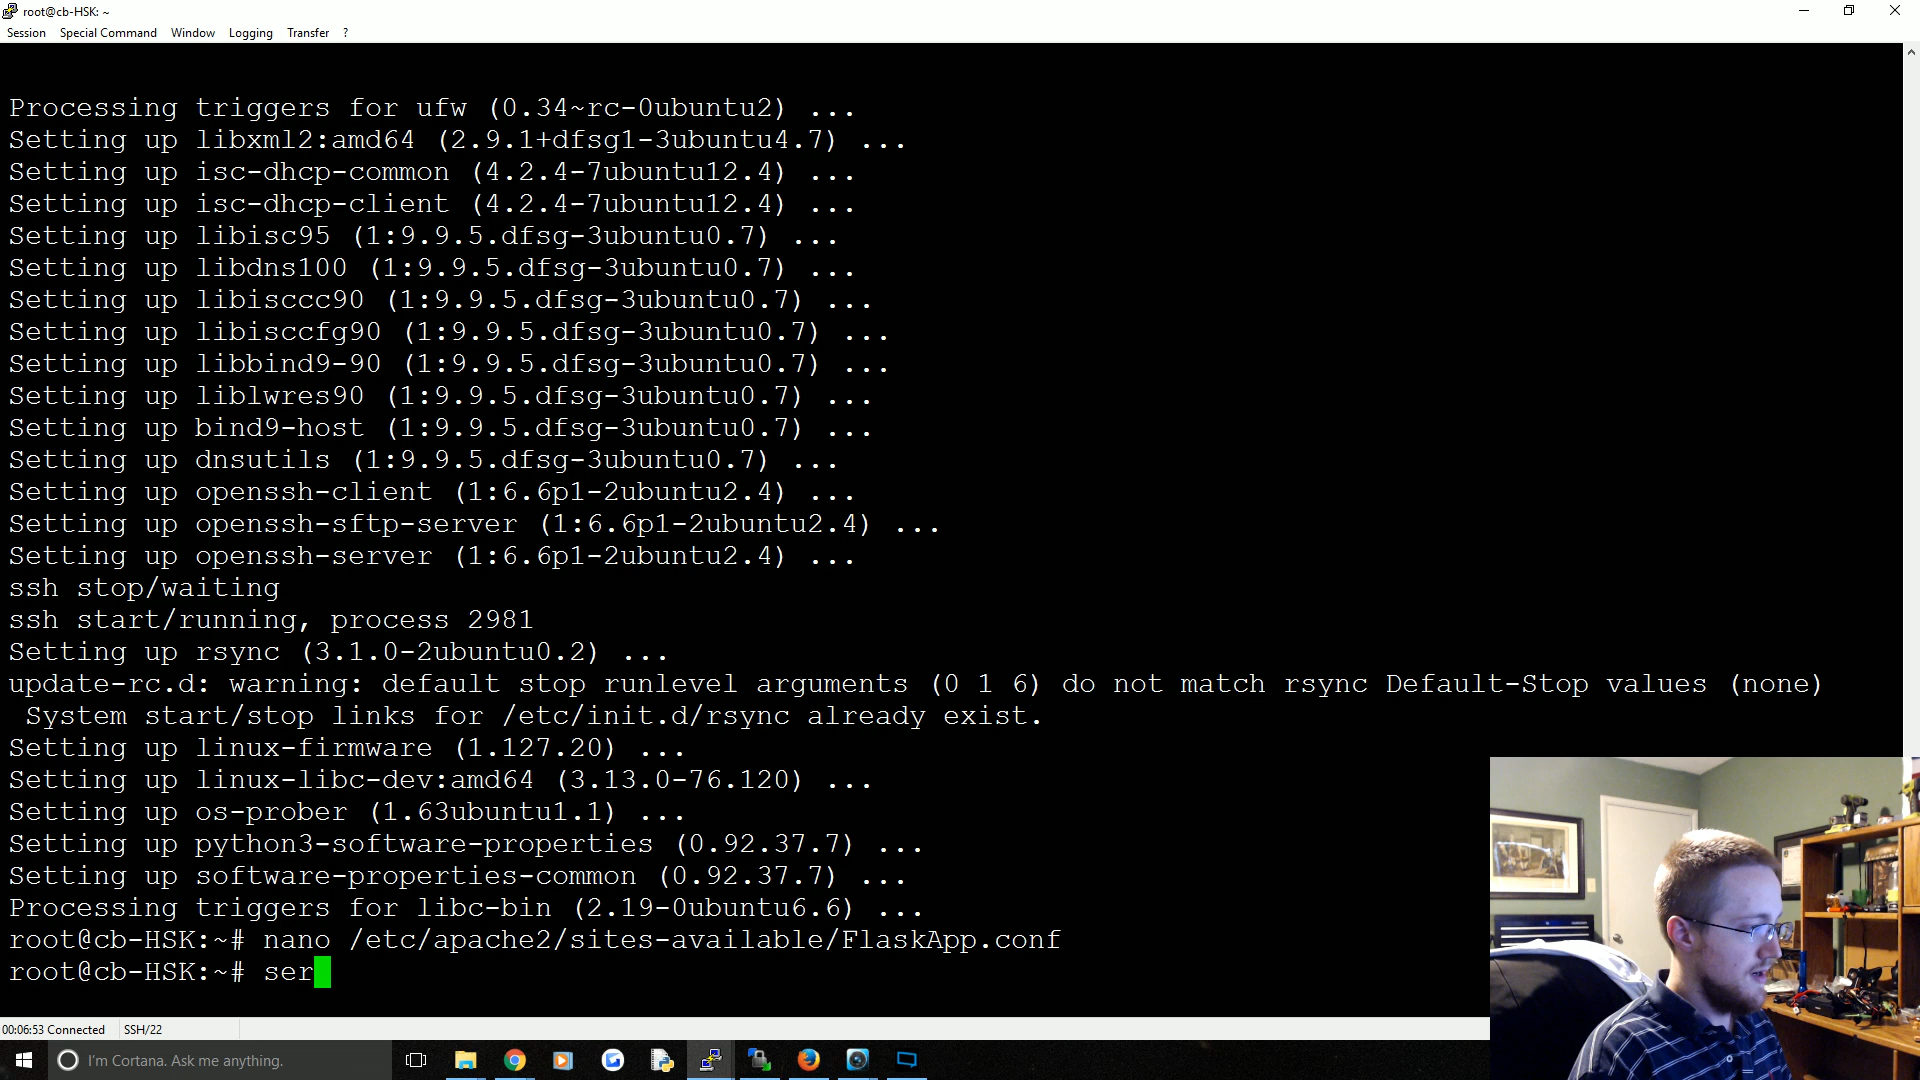 root@cb-HSK: ~
Session Special Command Window Logging Transfer ?
Processing triggers for ufw (0.34~rc-0ubuntu2) ...
Setting up libxml2:amd64 (2.9.1+dfsg1-3ubuntu4.7) ...
Setting up isc-dhcp-common (4.2.4-7ubuntu12.4) ...
Setting up isc-dhcp-client (4.2.4-7ubuntu12.4) ...
Setting up libisc95 (1:9.9.5.dfsg-3ubuntu0.7) ...
Setting up libdns100 (1:9.9.5.dfsg-3ubuntu0.7) ...
Setting up libisccc90 (1:9.9.5.dfsg-3ubuntu0.7) ...
Setting up libisccfg90 (1:9.9.5.dfsg-3ubuntu0.7) ...
Setting up libbind9-90 (1:9.9.5.dfsg-3ubuntu0.7) ...
Setting up liblwres90 (1:9.9.5.dfsg-3ubuntu0.7) ...
Setting up bind9-host (1:9.9.5.dfsg-3ubuntu0.7) ...
Setting up dnsutils (1:9.9.5.dfsg-3ubuntu0.7) ...
Setting up openssh-client (1:6.6p1-2ubuntu2.4) ...
Setting up openssh-sftp-server (1:6.6p1-2ubuntu2.4) ...
Setting up openssh-server (1:6.6p1-2ubuntu2.4) ...
ssh stop/waiting
ssh start/running, process 2981
Setting up rsync (3.1.0-2ubuntu0.2) ...
update-rc.d: warning: default stop runlevel arguments (0 1 6) do not match rsync Default-Stop values (none)
System start/stop links for /etc/init.d/rsync already exist.
Setting up linux-firmware (1.127.20) ...
Setting up linux-libc-dev:amd64 (3.13.0-76.120) ...
Setting up os-prober (1.63ubuntu1.1) ...
Setting up python3-software-properties (0.92.37.7) ...
Setting up software-properties-common (0.92.37.7) ...
Processing triggers for libc-bin (2.19-0ubuntu6.6) ...
root@cb-HSK:~# nano /etc/apache2/sites-available/FlaskApp.conf
root@cb-HSK:~# ser
00:06:53 Connected SSH/22
I'm Cortana. Ask me anything.